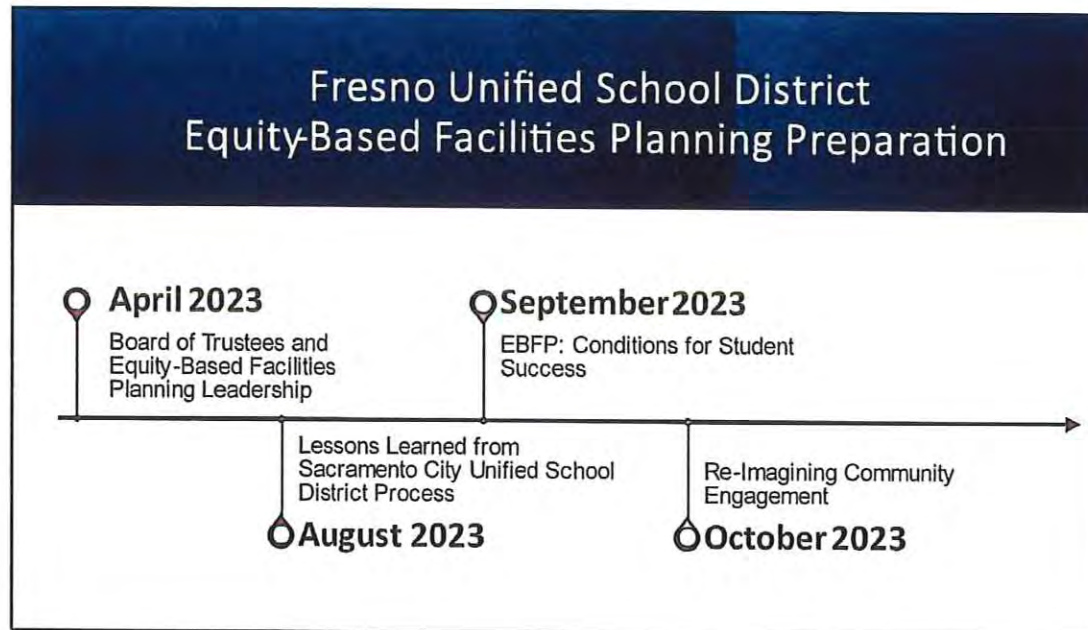 Fresno Unified School District
Equity-Based Facilities Planning Preparation
April 2023
Board of Trustees and
Equity-Based Facilities
Planning Leadership
Lessons Learned from
Sacramento City Unified School
District Process
August 2023
September 2023
EBFP: Conditions for Student
Success
Re-Imagining Community
Engagement
October 2023